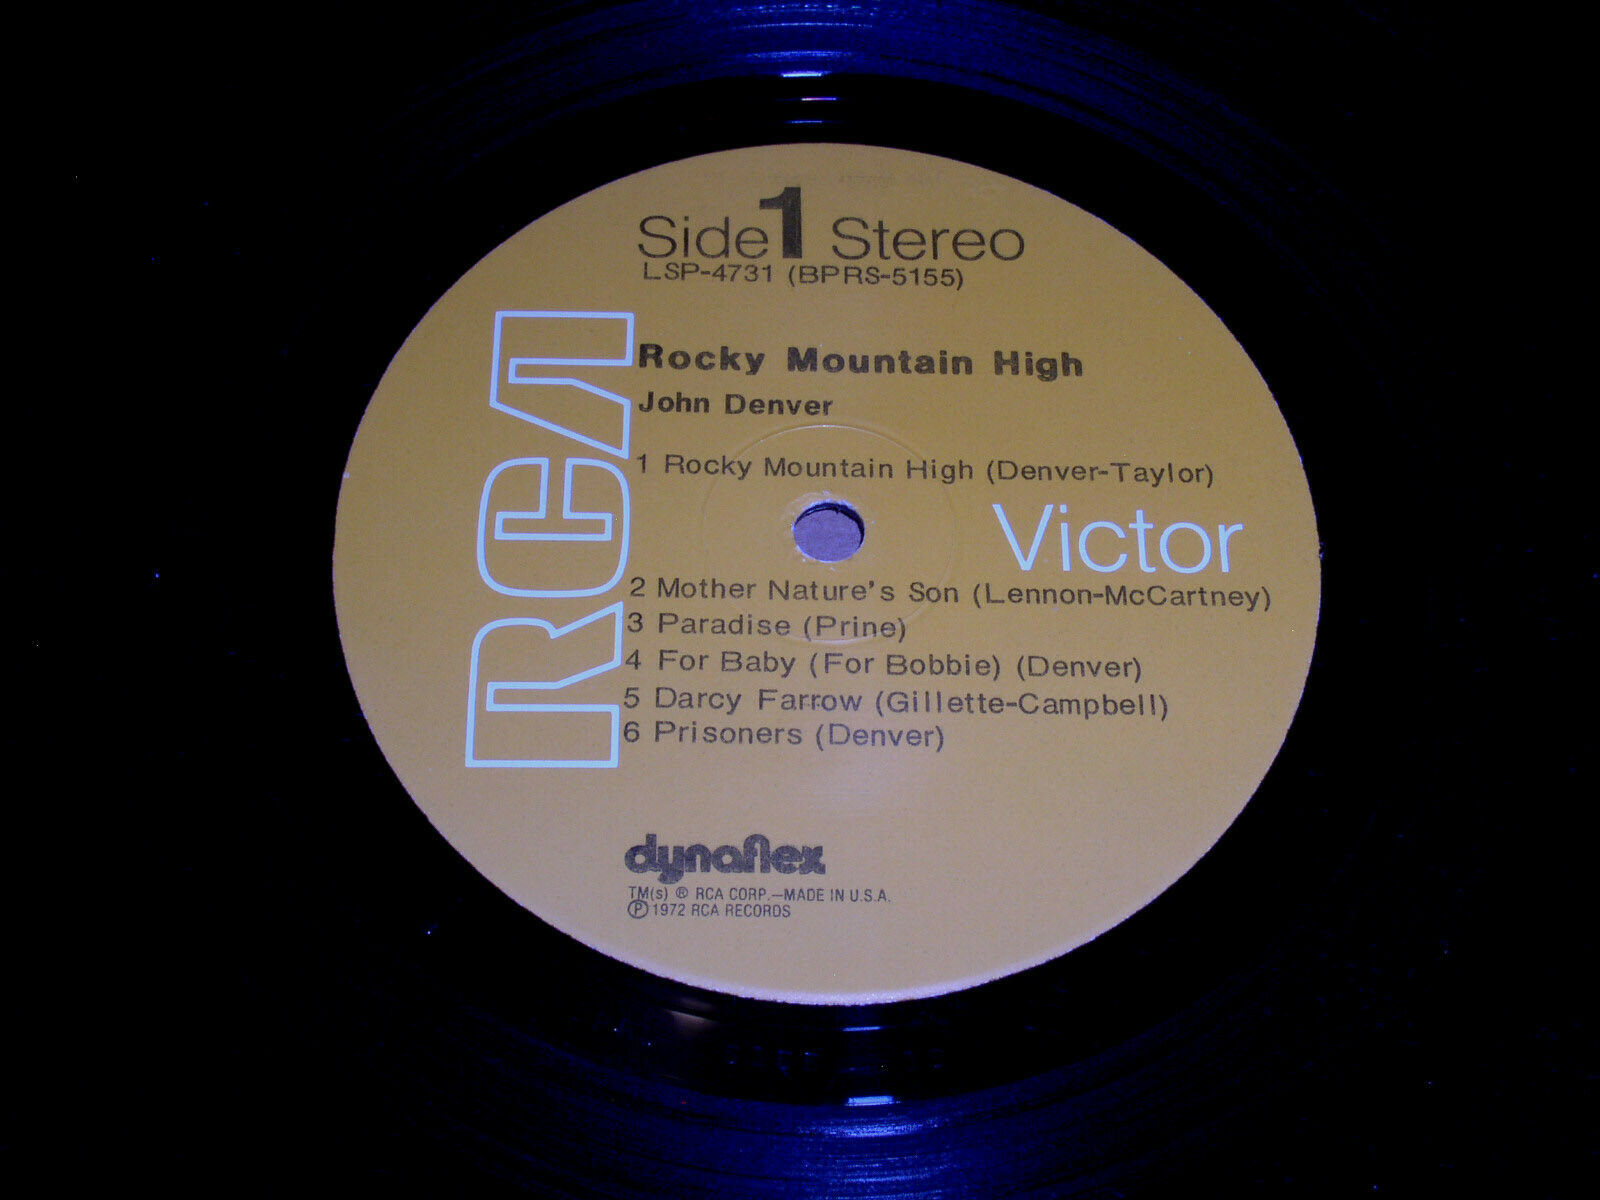 Side 1 Stereo
LSP-4731 (BPRS-5155)
RCA
Rocky Mountain High
John Denver
1 Rocky Mountain High (Denver-Taylor)
Victor
2 Mother Nature's Son (Lennon-McCartney)
3 Paradise (Prine)
4 For Baby (For Bobbie) (Denver)
5 Darcy Farrow (Gillette-Campbell)
6 Prisoners (Denver)
dynaflex
TM(s) ® RCA CORP.—MADE IN U.S.A.
℗ 1972 RCA RECORDS